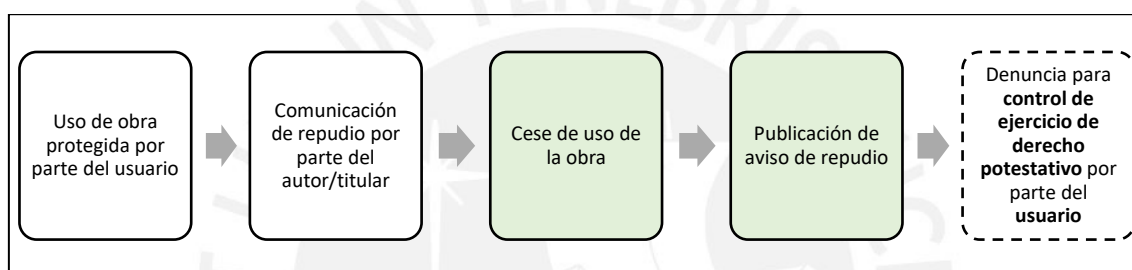 Uso de obra
protegida por
parte del usuario
Comunicación
de repudio por
parte del
autor/titular
Cese de uso de
la obra
Publicación de
aviso de repudio
Denuncia para
control de
ejercicio de
derecho
potestativo por
parte del
usuario
IN TENEBRIS